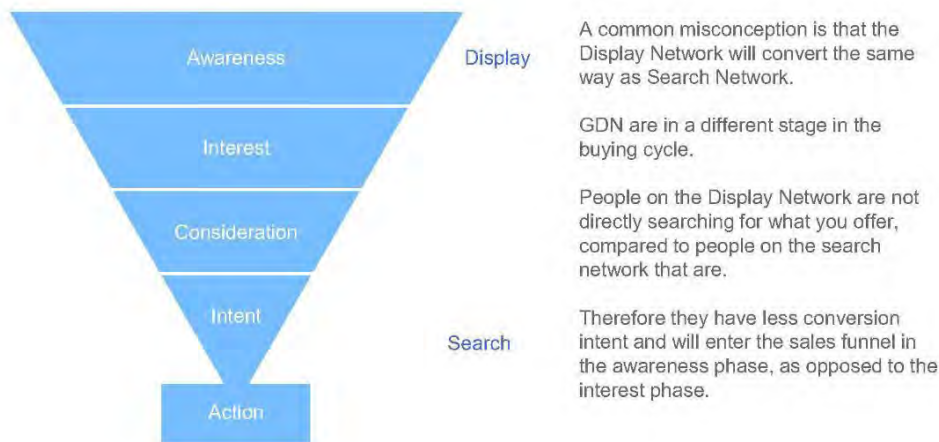 Awareness
Interest
Consideration
Intent
Action
Display
Search
A common misconception is that the
Display Network will convert the same
way as Search Network.
GDN are in a different stage in the
buying cycle.
People on the Display Network are not
directly searching for what you offer,
compared to people on the search
network that are.
Therefore they have less conversion
intent and will enter the sales funnel in
the awareness phase, as opposed to the
interest phase.